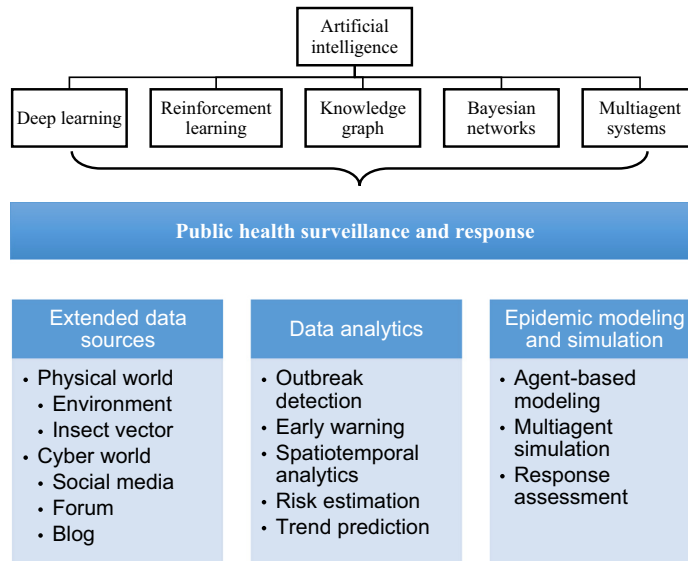 Artificial
intelligence
Deep learning
Reinforcement
learning
Knowledge
graph
Bayesian
networks
Multiagent
systems
Public health surveillance and response
Extended data
sources
• Physical world
• Environment
• Insect vector
• Cyber world
• Social media
• Forum
• Blog
Data analytics
• Outbreak
detection
• Early warning
• Spatiotemporal
analytics
• Risk estimation
• Trend prediction
Epidemic modeling
and simulation
• Agent-based
modeling
• Multiagent
simulation
• Response
assessment